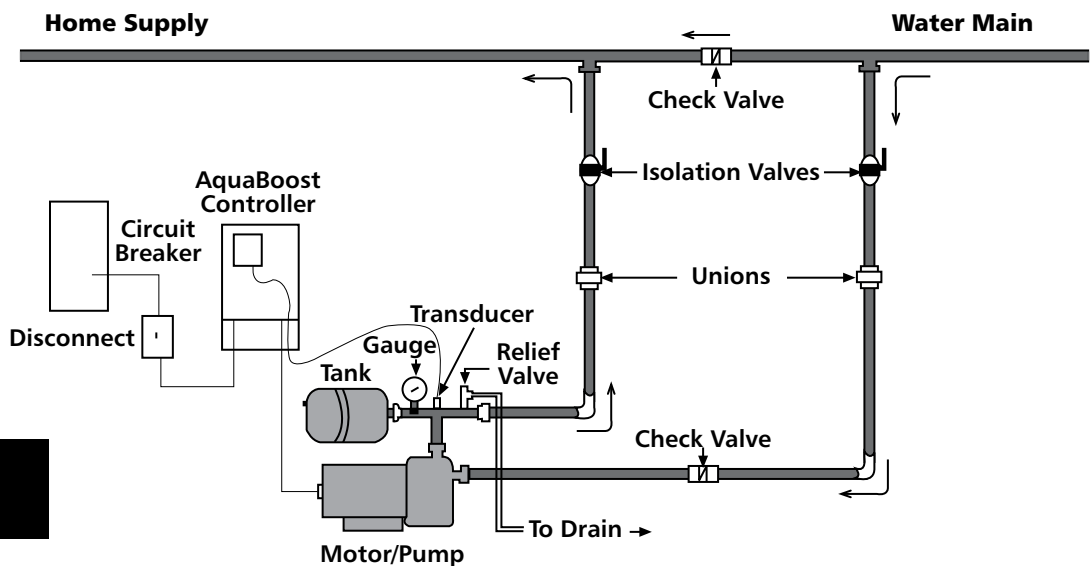 Home Supply
Water Main
Check Valve
Isolation Valves
AquaBoost
Controller
Circuit
Breaker
Unions
Disconnect
Transducer
Gauge
Relief
Valve
Tank
Check Valve
To Drain
Motor/Pump